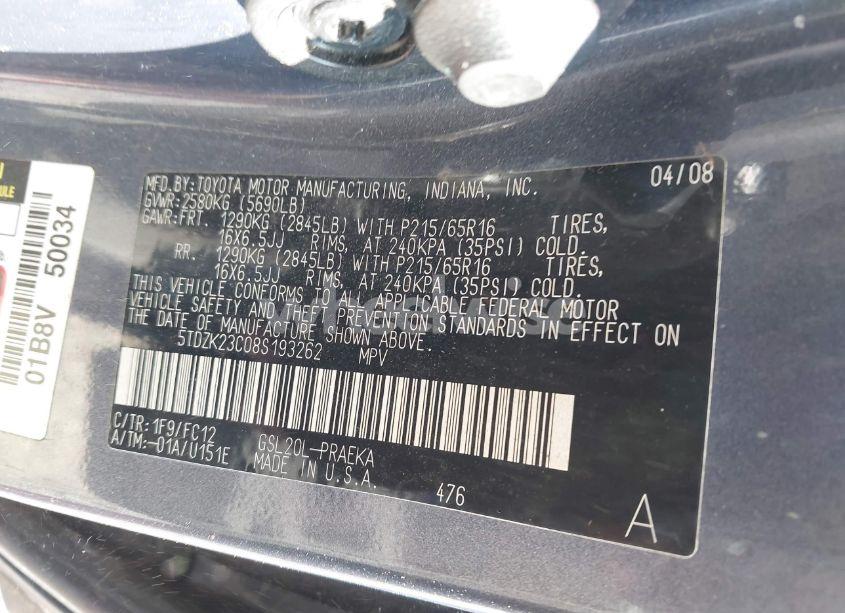 MFD.BY:TOYOTA MOTOR MANUFACTURING, INDIANA, INC. 04/08
GVWR:2580KG (5690LB)
GAWR:FRT. 1290KG (2845LB) WITH P215/65R16 TIRES,
16X6.5JJ RIMS, AT 240KPA (35PSI) COLD.
RR. 1290KG (2845LB) WITH P215/65R16 TIRES,
16X6.5JJ RIMS, AT 240KPA (35PSI) COLD.
THIS VEHICLE CONFORMS TO ALL APPLICABLE FEDERAL MOTOR
VEHICLE SAFETY AND THEFT PREVENTION STANDARDS IN EFFECT ON
THE DATE OF MANUFACTURE SHOWN ABOVE.
5TDZK23C08S193262 MPV
C/TR:1F9/FC12 GSL20L-PRAEKA
A/TM:-01A/U151E MADE IN U.S.A.
476
A
01B8V 50034